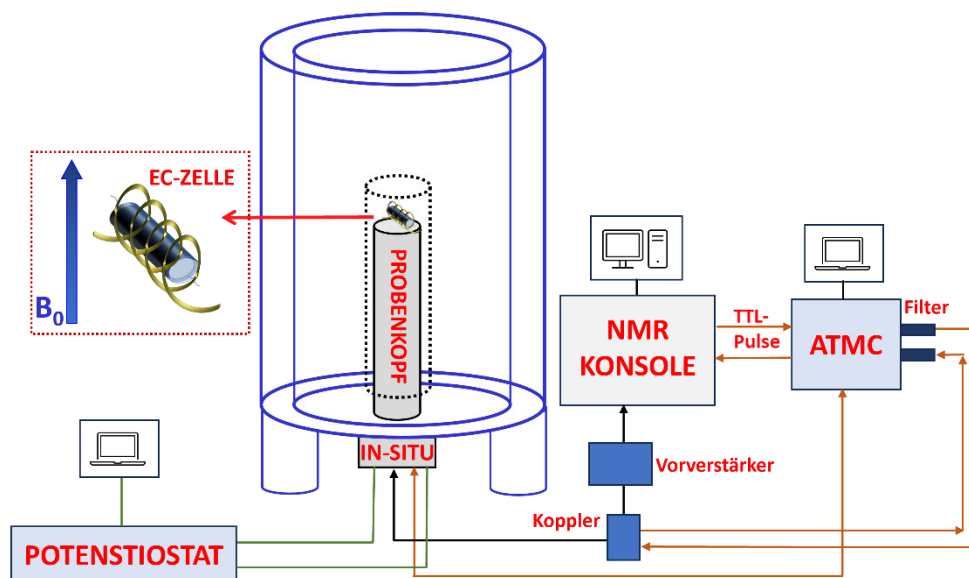 EC-ZELLE
B₀
PROBENKOPF
IN-SITU
POTENSTIOSTAT
NMR
KONSOLE
TTL-
Pulse
ATMC
Filter
Vorverstärker
Koppler